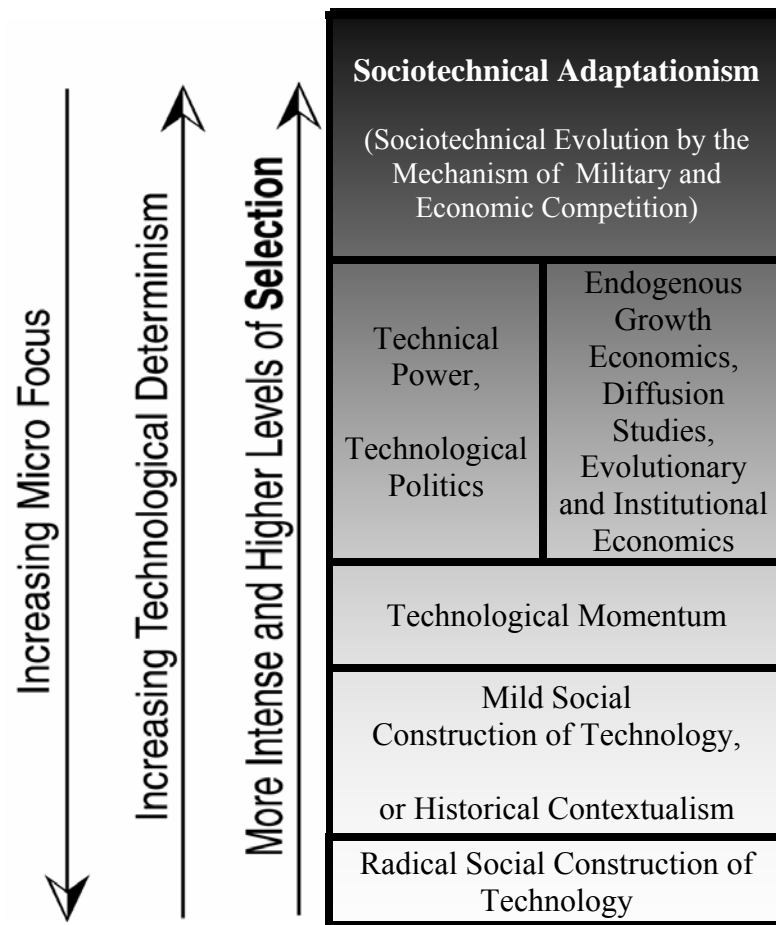 Increasing Micro Focus
Increasing Technological Determinism
More Intense and Higher Levels of Selection
Sociotechnical Adaptationism
(Sociotechnical Evolution by the
Mechanism of Military and
Economic Competition)
Technical
Power,
Technological
Politics
Endogenous
Growth
Economics,
Diffusion
Studies,
Evolutionary
and Institutional
Economics
Technological Momentum
Mild Social
Construction of Technology,
or Historical Contextualism
Radical Social Construction of
Technology